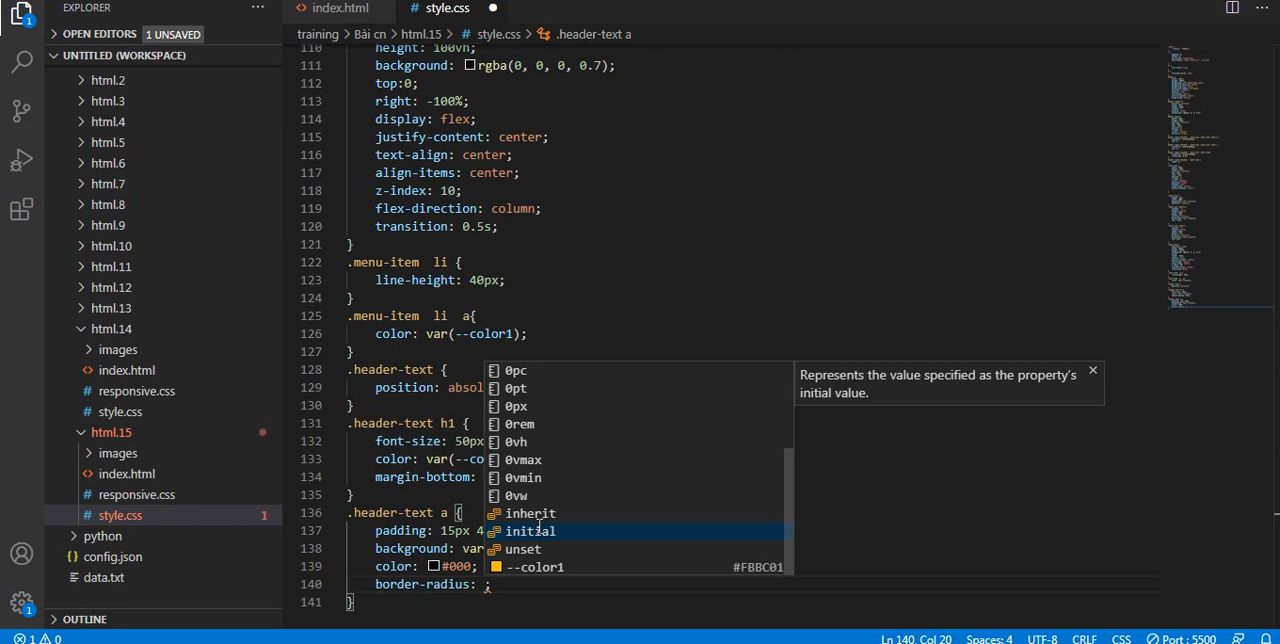 EXPLORER
···
index.html
# style.css ●
···
1
OPEN EDITORS 1 UNSAVED
training > Bài cn > html.15 > # style.css > .header-text a
UNTITLED (WORKSPACE)
> html.2
> html.3
> html.4
> html.5
> html.6
> html.7
> html.8
> html.9
> html.10
> html.11
> html.12
> html.13
html.14
> images
<> index.html
# responsive.css
# style.css
html.15
> images
<> index.html
# responsive.css
# style.css 1
> python
{} config.json
data.txt
> OUTLINE
1
110 height: 100vh;
111 background: rgba(0, 0, 0, 0.7);
112 top:0;
113 right: -100%;
114 display: flex;
115 justify-content: center;
116 text-align: center;
117 align-items: center;
118 z-index: 10;
119 flex-direction: column;
120 transition: 0.5s;
121 }
122 .menu-item li {
123 line-height: 40px;
124 }
125 .menu-item li a{
126 color: var(--color1);
127 }
128 .header-text {
129 position: absol
130 }
131 .header-text h1 {
132 font-size: 50px
133 color: var(--co
134 margin-bottom:
135 }
136 .header-text a {
137 padding: 15px 4
138 background: var
139 color: #000;
140 border-radius: ;
141 }
0pc
0pt
0px
0rem
0vh
0vmax
0vmin
0vw
inherit
initial
unset
--color1 #FBBC01
Represents the value specified as the property's
initial value.
1 0
Ln 140, Col 20 Spaces: 4 UTF-8 CRLF CSS Port : 5500